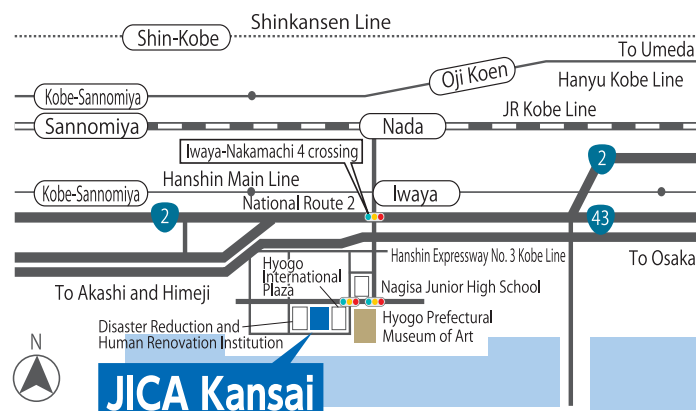 Shinkansen Line
Shin-Kobe
To Umeda
Oji Koen
Hanyu Kobe Line
Kobe-Sannomiya
JR Kobe Line
Sannomiya
Nada
Iwaya-Nakamachi 4 crossing
2
Hanshin Main Line
Kobe-Sannomiya
Iwaya
National Route 2
2
43
Hanshin Expressway No. 3 Kobe Line
To Osaka
Hyogo
International
Plaza
To Akashi and Himeji
Nagisa Junior High School
Disaster Reduction and
Human Renovation Institution
Hyogo Prefectural
Museum of Art
N
JICA Kansai